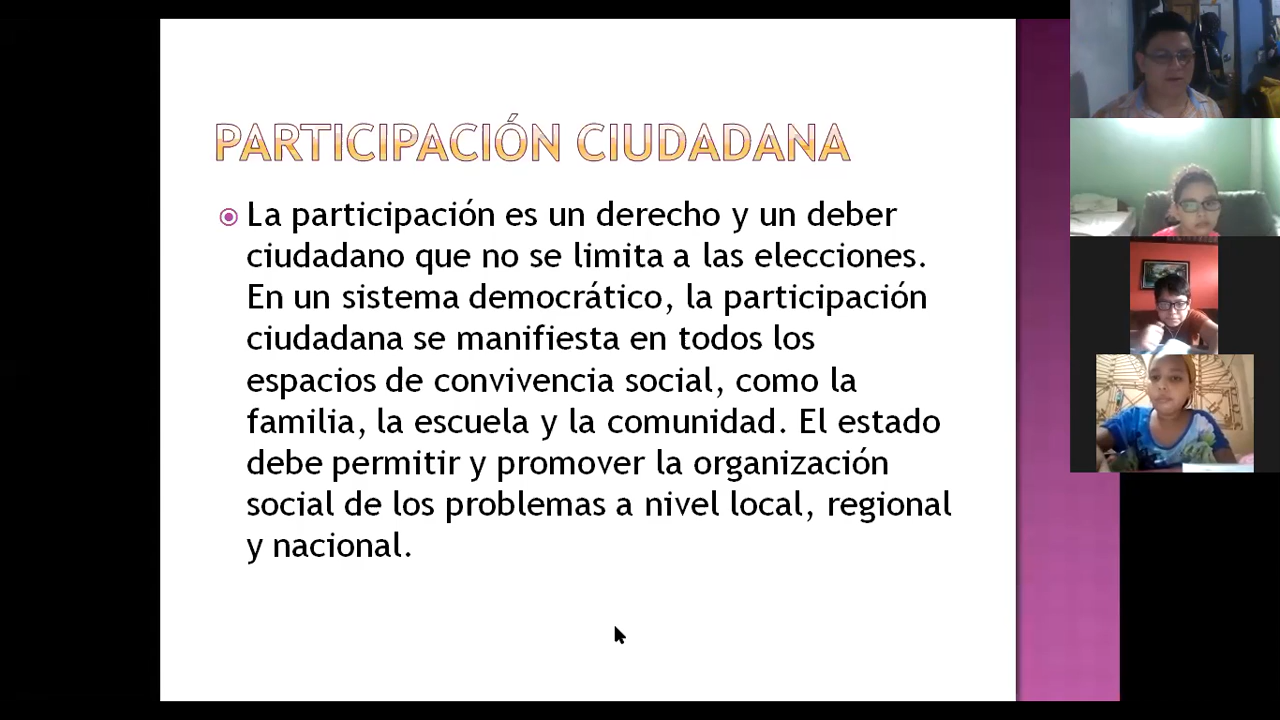 PARTICIPACIÓN CIUDADANA
La participación es un derecho y un deber
ciudadano que no se limita a las elecciones.
En un sistema democrático, la participación
ciudadana se manifiesta en todos los
espacios de convivencia social, como la
familia, la escuela y la comunidad. El estado
debe permitir y promover la organización
social de los problemas a nivel local, regional
y nacional.